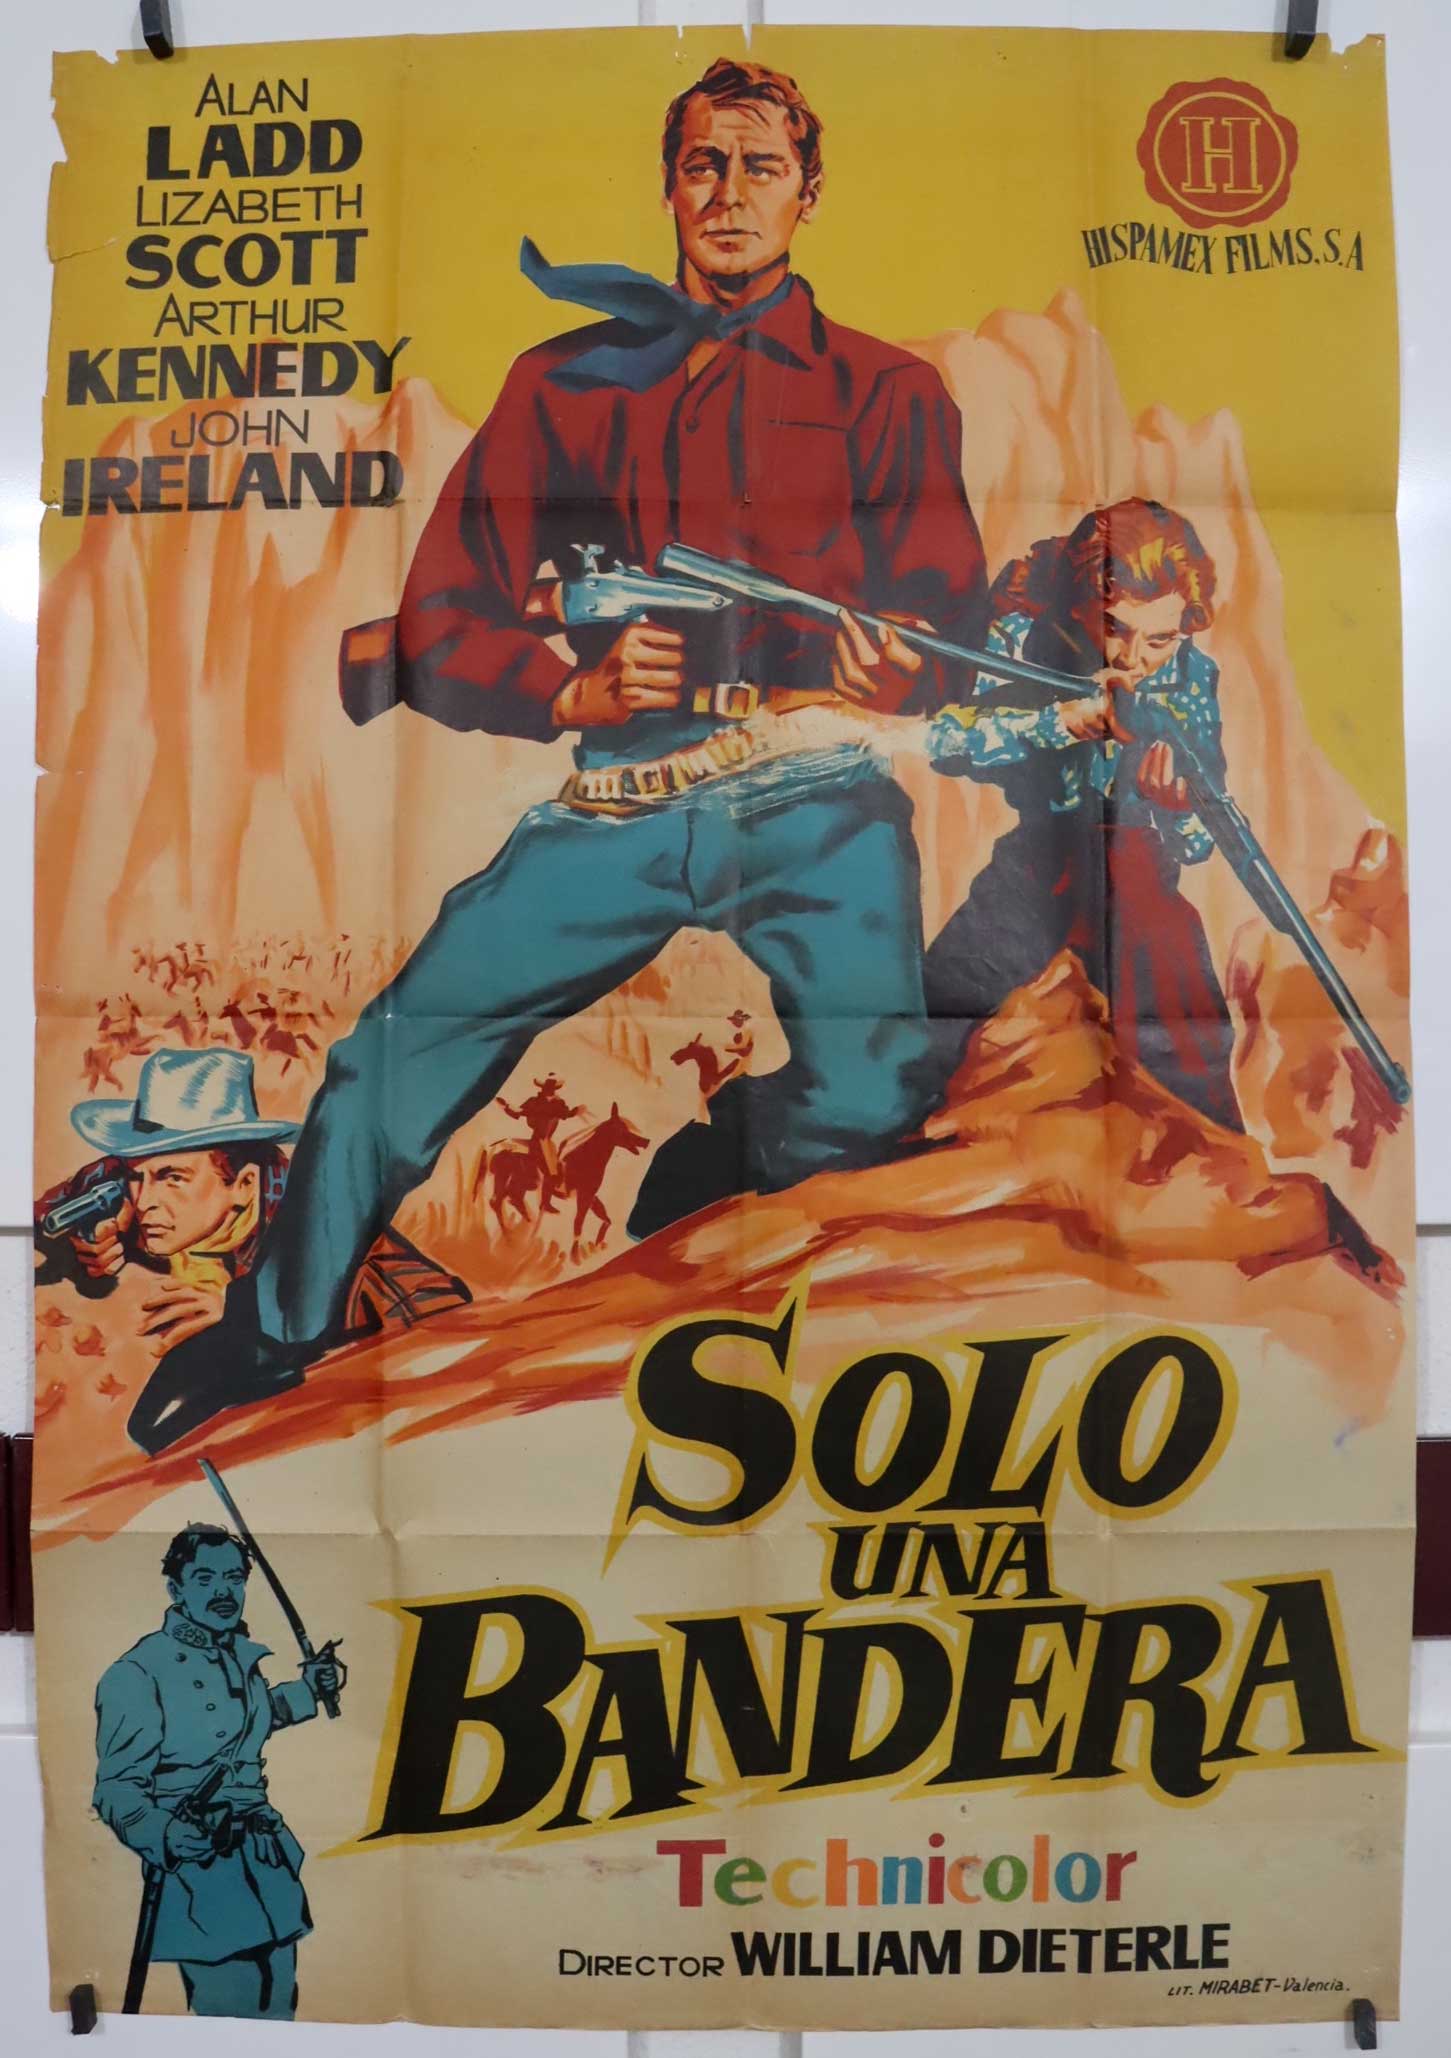 ALAN
LADD
LIZABETH
SCOTT
ARTHUR
KENNEDY
JOHN
IRELAND
H
HISPAMEX FILMS, S.A
SOLO
UNA
BANDERA
Technicolor
DIRECTOR WILLIAM DIETERLE
LIT. MIRABET-Valencia.